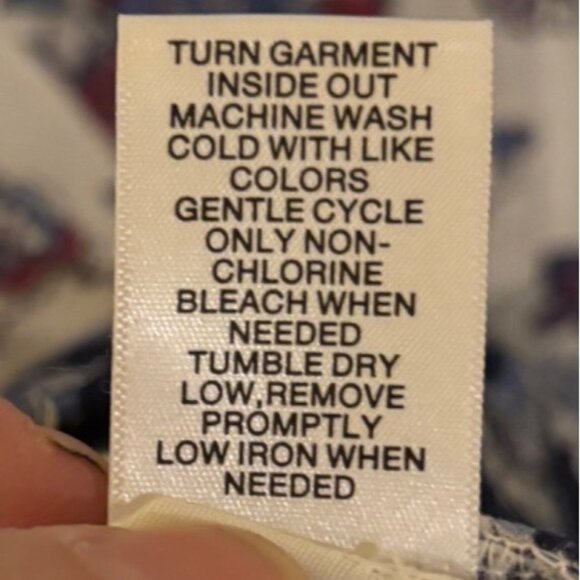 TURN GARMENT
INSIDE OUT
MACHINE WASH
COLD WITH LIKE
COLORS
GENTLE CYCLE
ONLY NON-
CHLORINE
BLEACH WHEN
NEEDED
TUMBLE DRY
LOW,REMOVE
PROMPTLY
LOW IRON WHEN
NEEDED